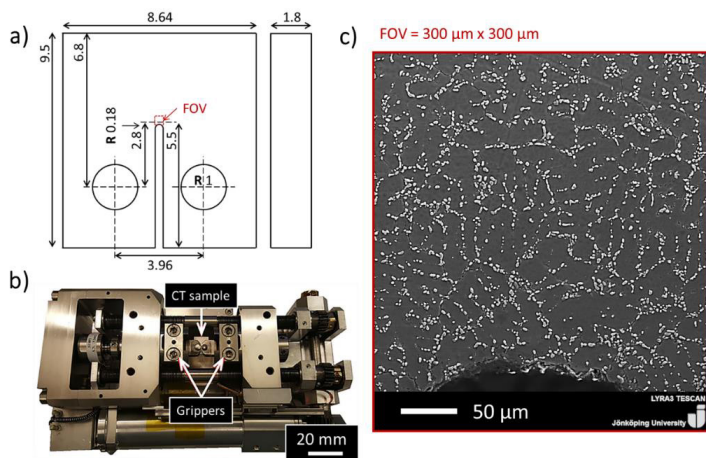 a)
8.64
1.8
9.5
6.8
FOV
R 0.18
2.8
5.5
R 1
3.96
b)
CT sample
Grippers
20 mm
c)
FOV = 300 µm x 300 µm
50 µm
LYRA3 TESCAN
Jönköping University